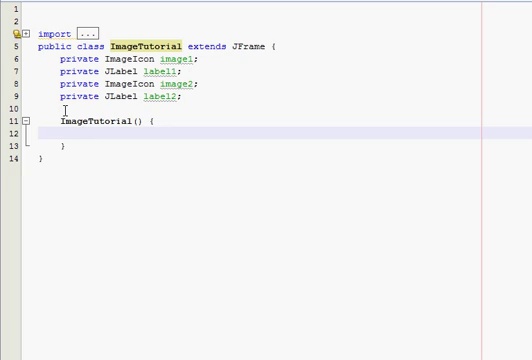 1
2
import ...
5 public class ImageTutorial extends JFrame {
6 private ImageIcon image1;
7 private JLabel label1;
8 private ImageIcon image2;
9 private JLabel label2;
10
11 ImageTutorial() {
12
13 }
14 }